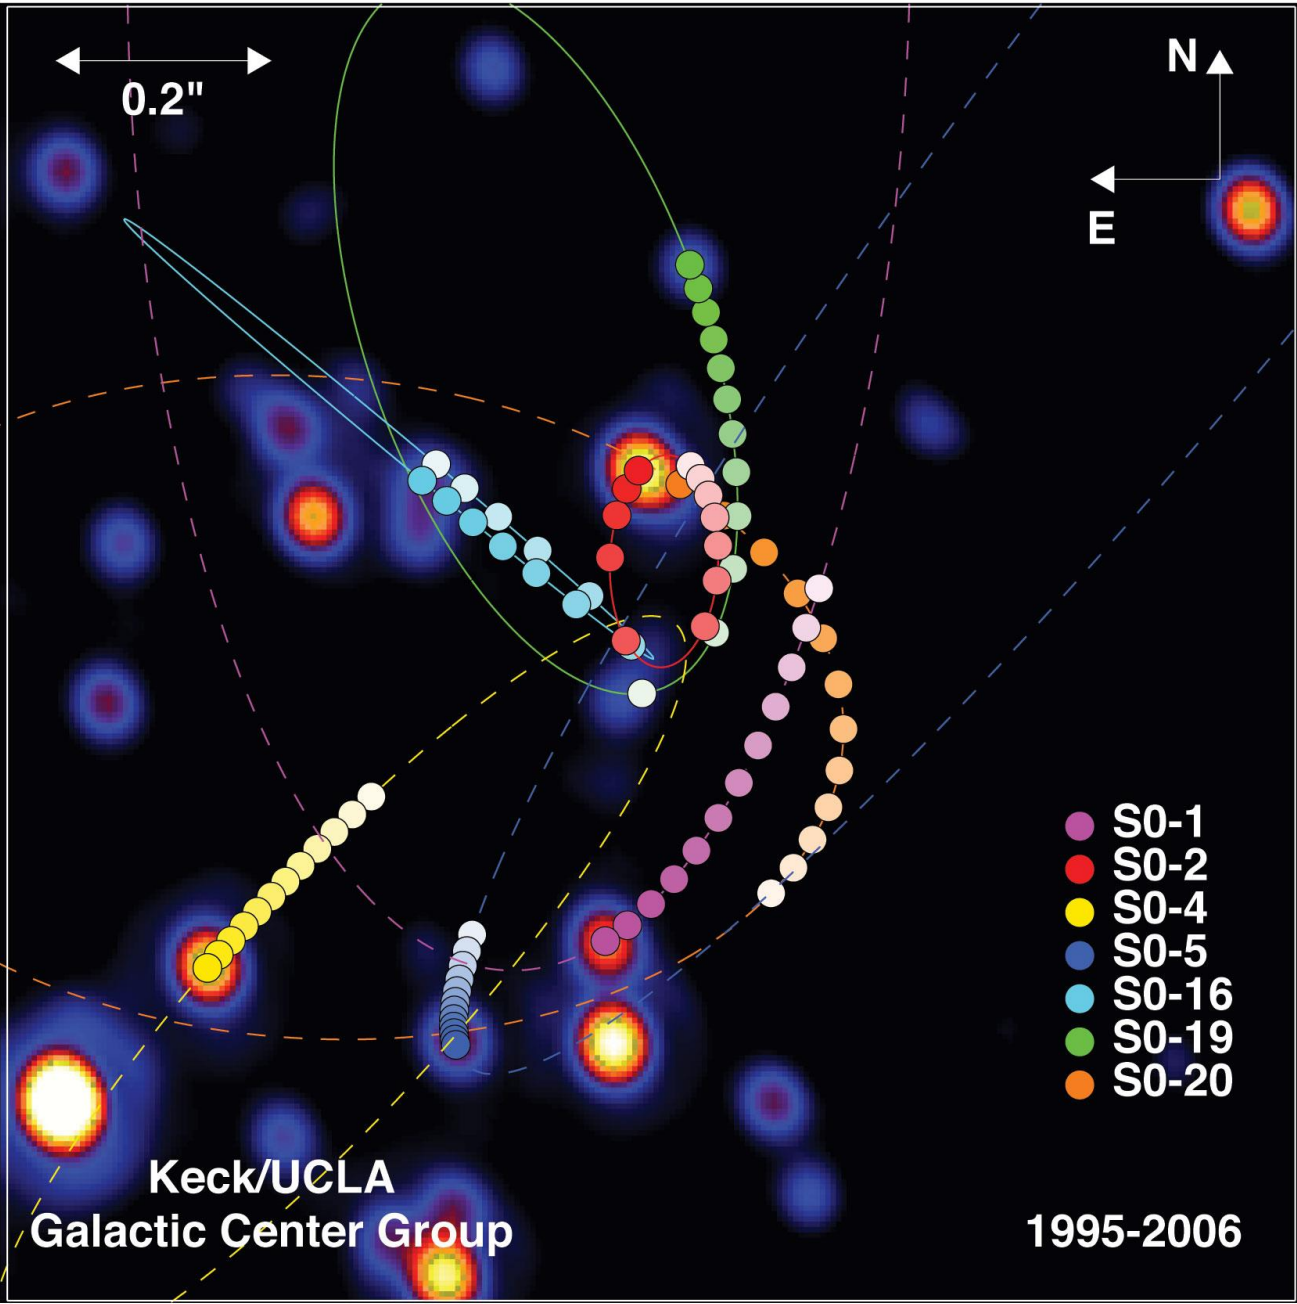 0.2"
N
E
S0-1
S0-2
S0-4
S0-5
S0-16
S0-19
S0-20
Keck/UCLA
Galactic Center Group
1995-2006